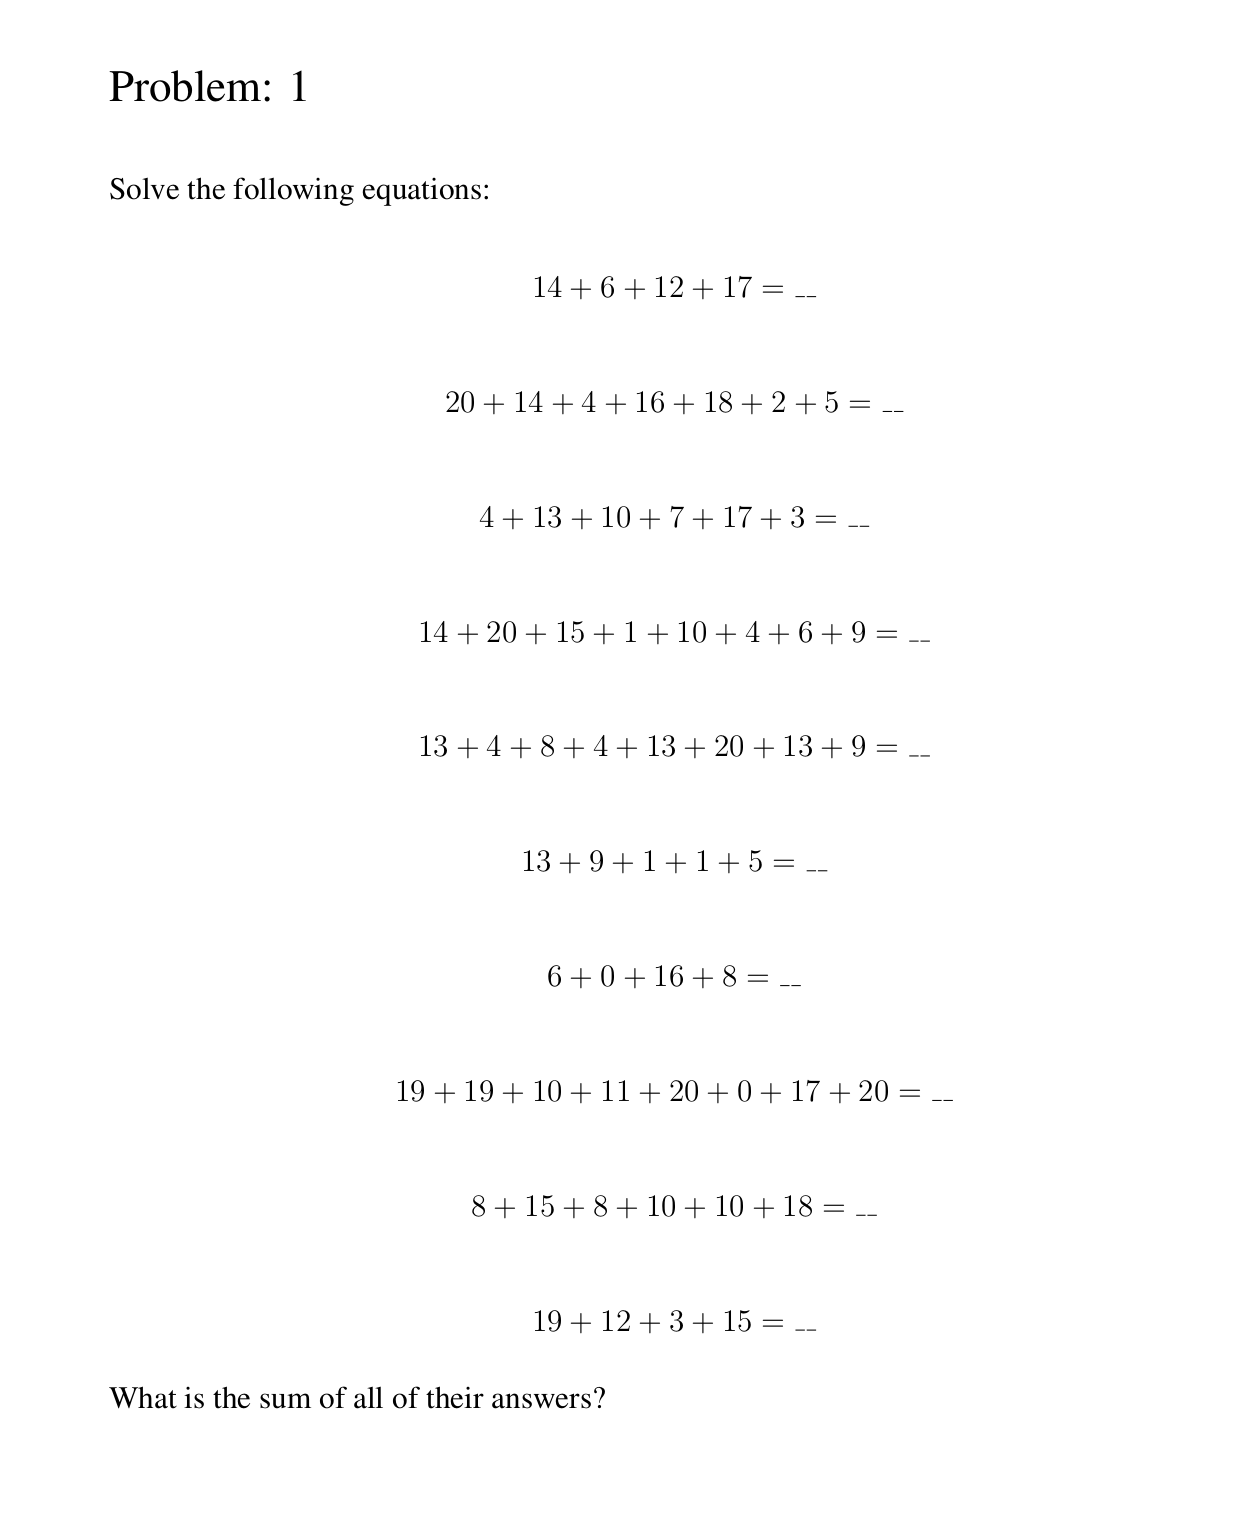 Problem: 1
Solve the following equations:
14 + 6 + 12 + 17 = __
20 + 14 + 4 + 16 + 18 + 2 + 5 = __
4 + 13 + 10 + 7 + 17 + 3 = __
14 + 20 + 15 + 1 + 10 + 4 + 6 + 9 = __
13 + 4 + 8 + 4 + 13 + 20 + 13 + 9 = __
13 + 9 + 1 + 1 + 5 = __
6 + 0 + 16 + 8 = __
19 + 19 + 10 + 11 + 20 + 0 + 17 + 20 = __
8 + 15 + 8 + 10 + 10 + 18 = __
19 + 12 + 3 + 15 = __
What is the sum of all of their answers?